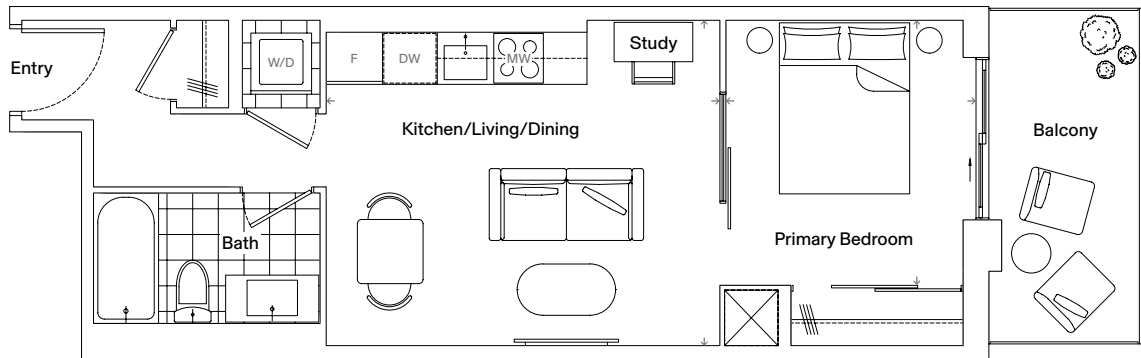 Entry
W/D
F
DW
MW
Study
Kitchen/Living/Dining
Balcony
Bath
Primary Bedroom